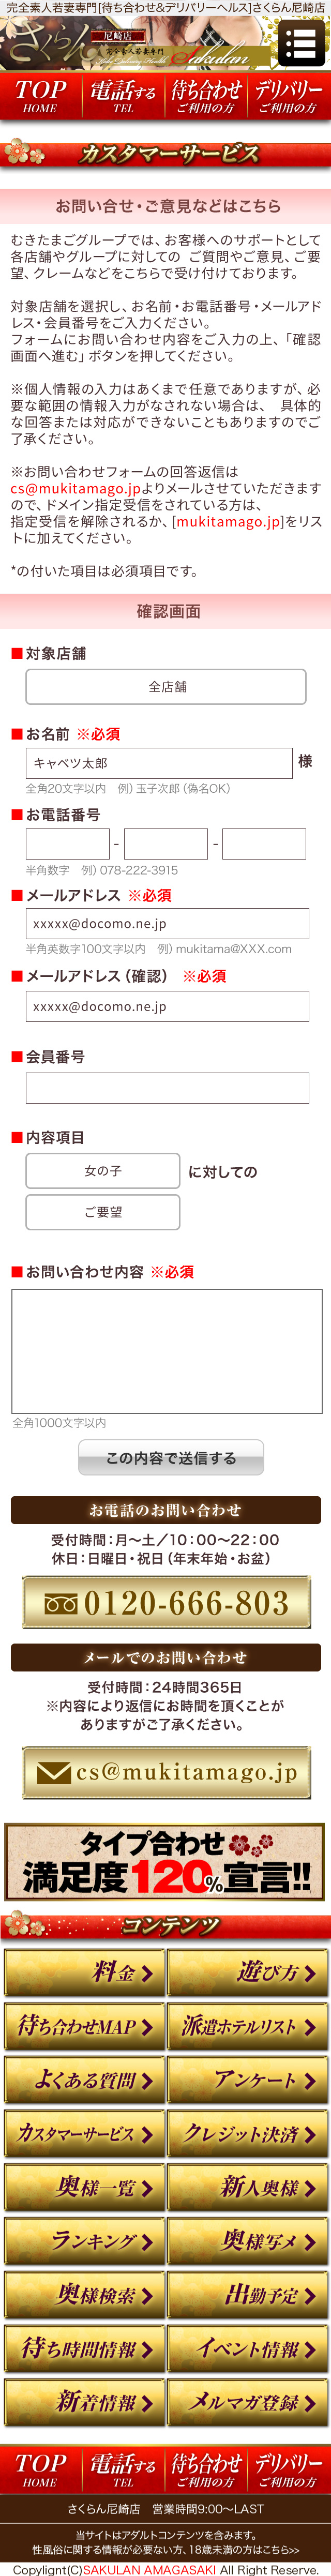 完全素人若妻専門[待ち合わせ&デリバリーヘルス]さくらん尼崎店
さくらん
尼崎店
完全素人若妻専門
Sakulan
TOP 電話する 待ち合わせ デリバリー
HOME TEL ご利用の方 ご利用の方
カスタマーサービス
お問い合せ・ご意見などはこちら
むきたまごグループでは、お客様へのサポートとして
各店舗やグループに対しての ご質問やご意見、ご要
望、クレームなどをこちらで受け付けております。
対象店舗を選択し、お名前・お電話番号・メールアド
レス・会員番号をご入力ください。
フォームにお問い合わせ内容をご入力の上、「確認
画面へ進む」ボタンを押してください。
※個人情報の入力はあくまで任意でありますが、必
要な範囲の情報入力がなされない場合は、 具体的
な回答または対応ができないこともありますのでご
了承ください。
※お問い合わせフォームの回答返信は
cs@mukitamago.jpよりメールさせていただきます
ので、ドメイン指定受信をされている方は、
指定受信を解除されるか、[mukitamago.jp]をリス
トに加えてください。
*の付いた項目は必須項目です。
確認画面
■対象店舗
全店舗
■お名前 ※必須
キャベツ太郎 様
全角20文字以内 例）玉子次郎（偽名OK）
■お電話番号
- -
半角数字 例）078-222-3915
■メールアドレス ※必須
xxxxx@docomo.ne.jp
半角英数字100文字以内 例）mukitama@XXX.com
■メールアドレス（確認） ※必須
xxxxx@docomo.ne.jp
■会員番号
■内容項目
女の子 に対しての
ご要望
■お問い合わせ内容 ※必須
全角1000文字以内
この内容で送信する
お電話でのお問い合わせ
受付時間：月〜土／10：00〜22：00
休日：日曜日・祝日（年末年始・お盆）
0120-666-803
メールでのお問い合わせ
受付時間：24時間365日
※内容により返信にお時間を頂くことが
ありますがご了承ください。
cs@mukitamago.jp
タイプ合わせ
満足度120%宣言!!
コンテンツ
料金 遊び方
待ち合わせMAP 派遣ホテルリスト
よくある質問 アンケート
カスタマーサービス クレジット決済
奥様一覧 新人奥様
ランキング 奥様写メ
奥様検索 出勤予定
待ち時間情報 イベント情報
新着情報 メルマガ登録
TOP 電話する 待ち合わせ デリバリー
HOME TEL ご利用の方 ご利用の方
さくらん尼崎店 営業時間9:00〜LAST
当サイトはアダルトコンテンツを含みます。
性風俗に関する情報が必要ない方、18歳未満の方はこちら>>
Copylignt(C)SAKULAN AMAGASAKI All Right Reserve.